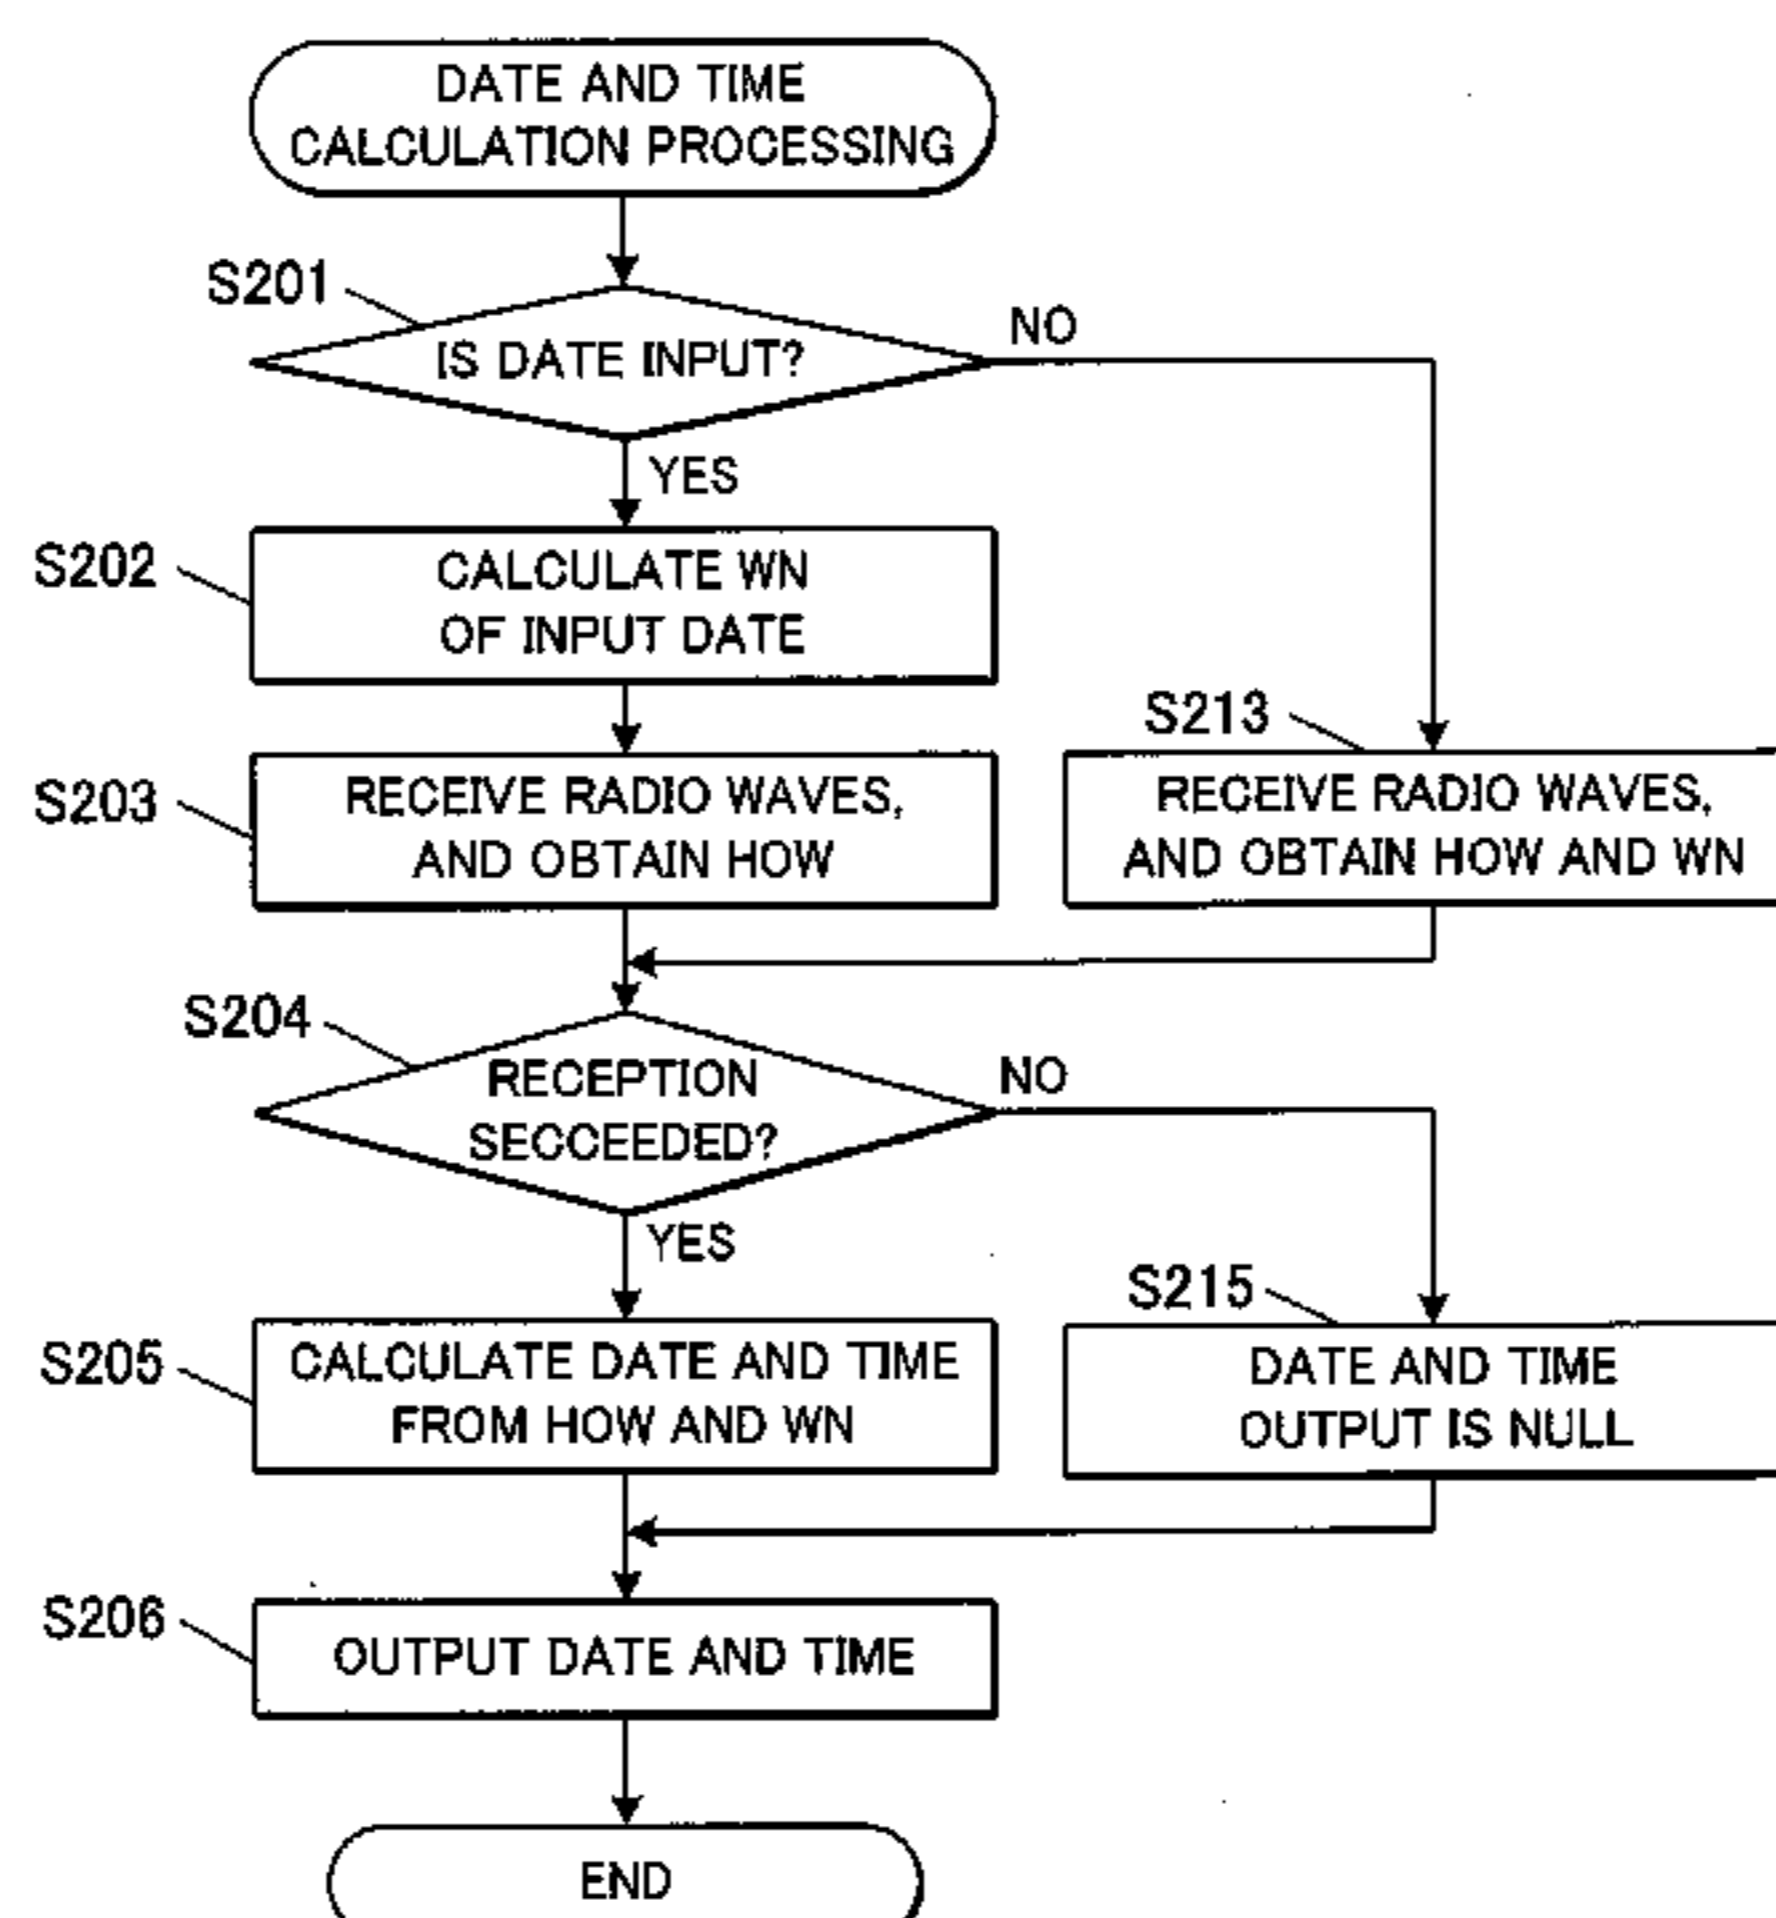 DATE AND TIME
CALCULATION PROCESSING
S201
IS DATE INPUT?
NO
YES
S202
CALCULATE WN
OF INPUT DATE
S203
RECEIVE RADIO WAVES,
AND OBTAIN HOW
S213
RECEIVE RADIO WAVES,
AND OBTAIN HOW AND WN
S204
RECEPTION
SECCEEDED?
NO
YES
S205
CALCULATE DATE AND TIME
FROM HOW AND WN
S215
DATE AND TIME
OUTPUT IS NULL
S206
OUTPUT DATE AND TIME
END